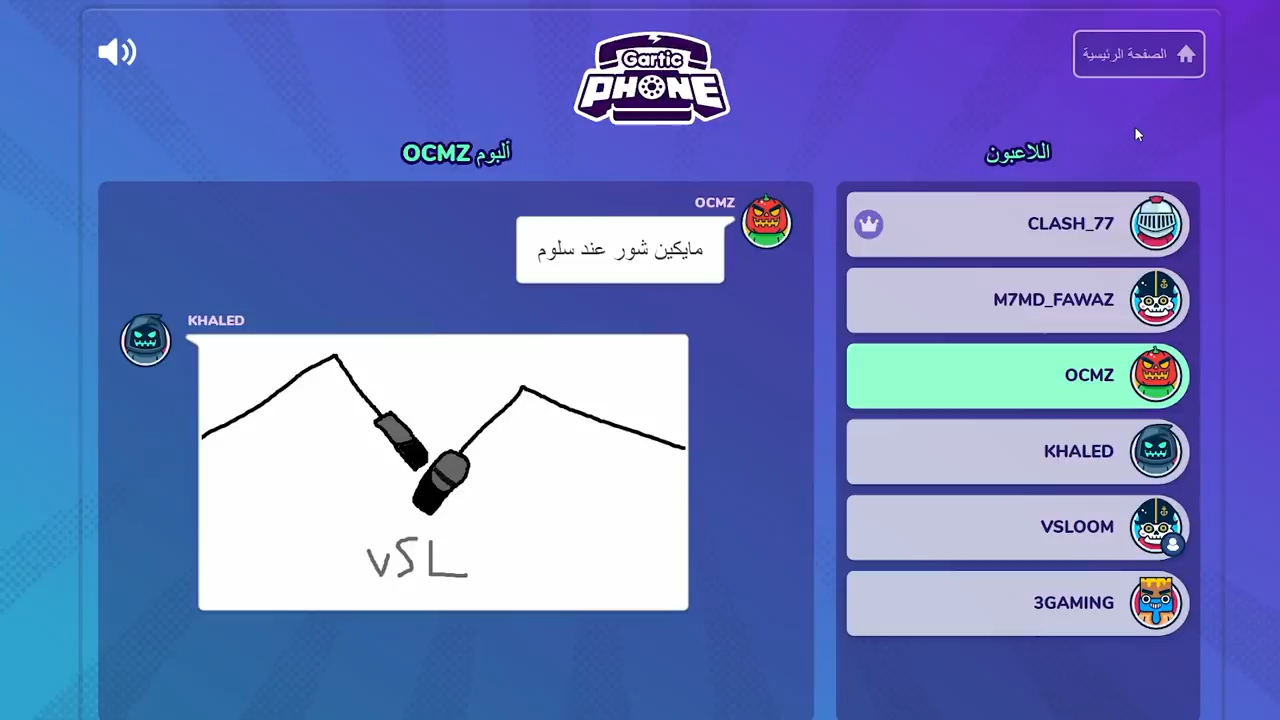 Gartic
PHONE
الصفحة الرئيسية
ألبوم OCMZ
اللاعبون
OCMZ
مايكين شور عند سلوم
KHALED
VSL
CLASH_77
M7MD_FAWAZ
OCMZ
KHALED
VSLOOM
3GAMING